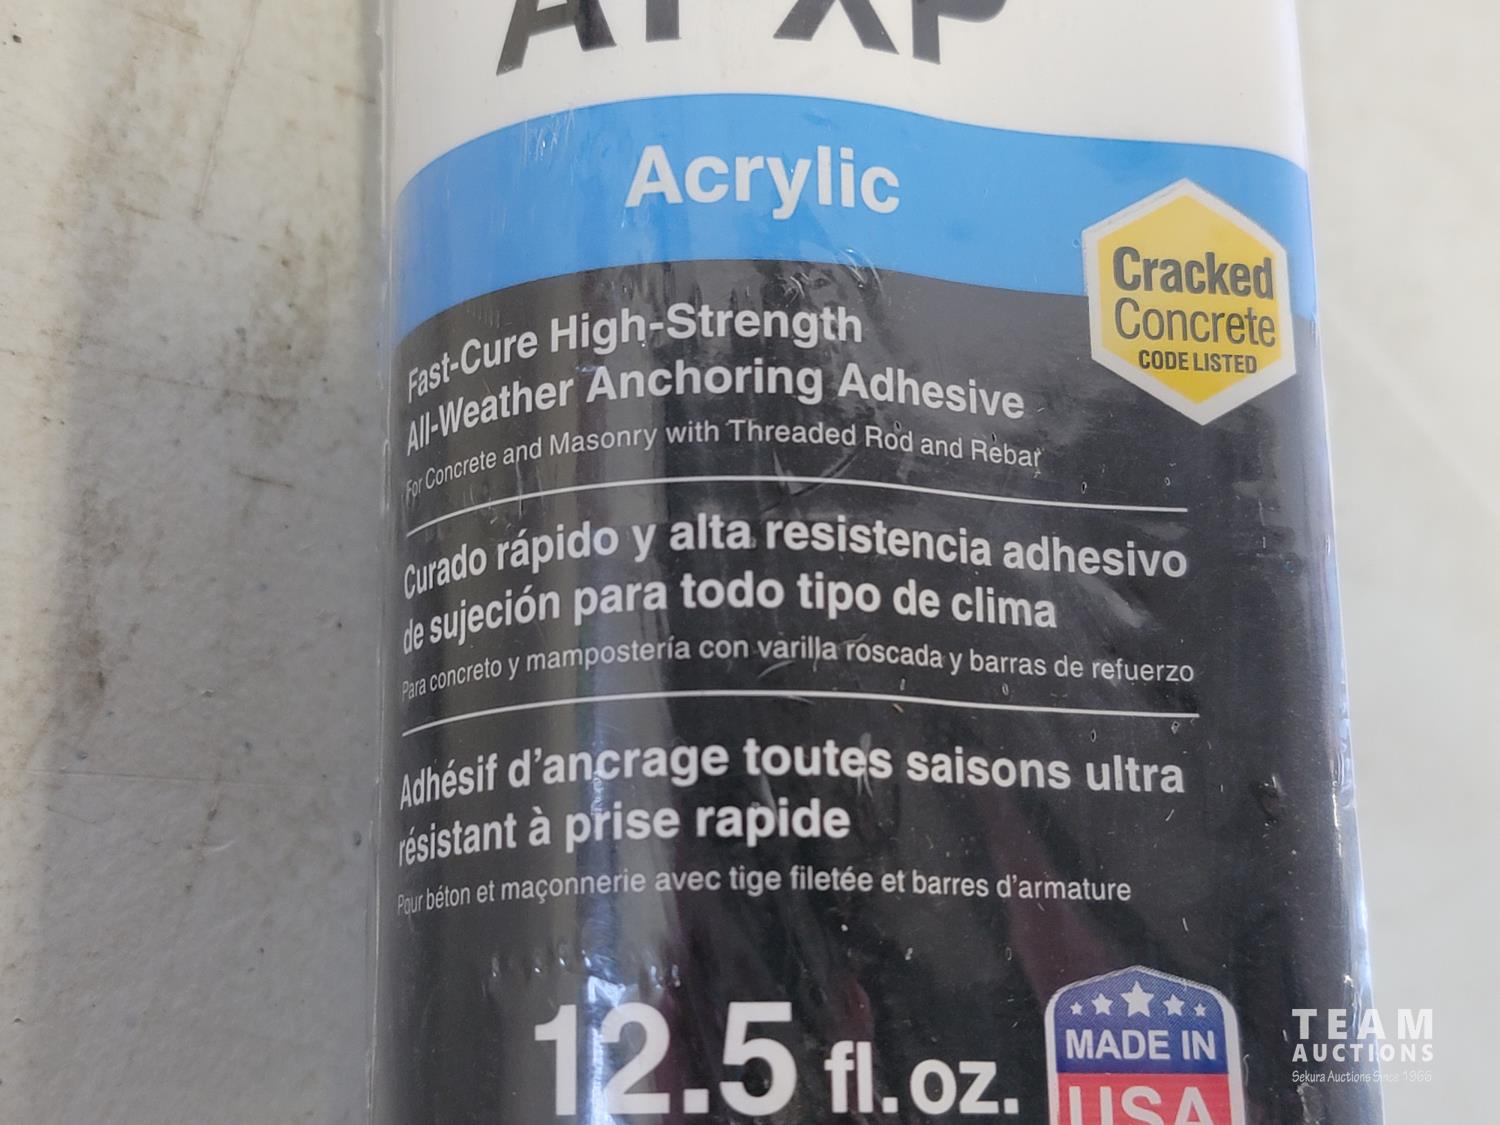 AT XP
Acrylic
Cracked
Concrete
CODE LISTED
Fast-Cure High-Strength
All-Weather Anchoring Adhesive
For Concrete and Masonry with Threaded Rod and Rebar
Curado rápido y alta resistencia adhesivo
de sujeción para todo tipo de clima
Para concreto y mampostería con varilla roscada y barras de refuerzo
Adhésif d'ancrage toutes saisons ultra
résistant à prise rapide
Pour béton et maçonnerie avec tige filetée et barres d'armature
12.5 fl. oz.
MADE IN
USA
TEAM
AUCTIONS
Sekura Auctions Since 1966